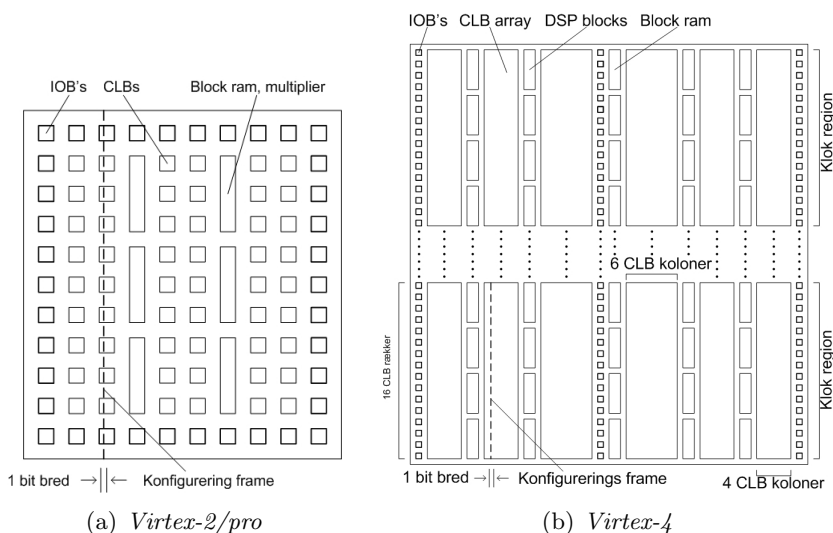 IOB's CLBs Block ram, multiplier
1 bit bred Konfigurering frame
(a) Virtex-2/pro
IOB's CLB array DSP blocks Block ram
Klok region
6 CLB koloner
16 CLB rækker
Klok region
1 bit bred Konfigurerings frame
4 CLB koloner
(b) Virtex-4